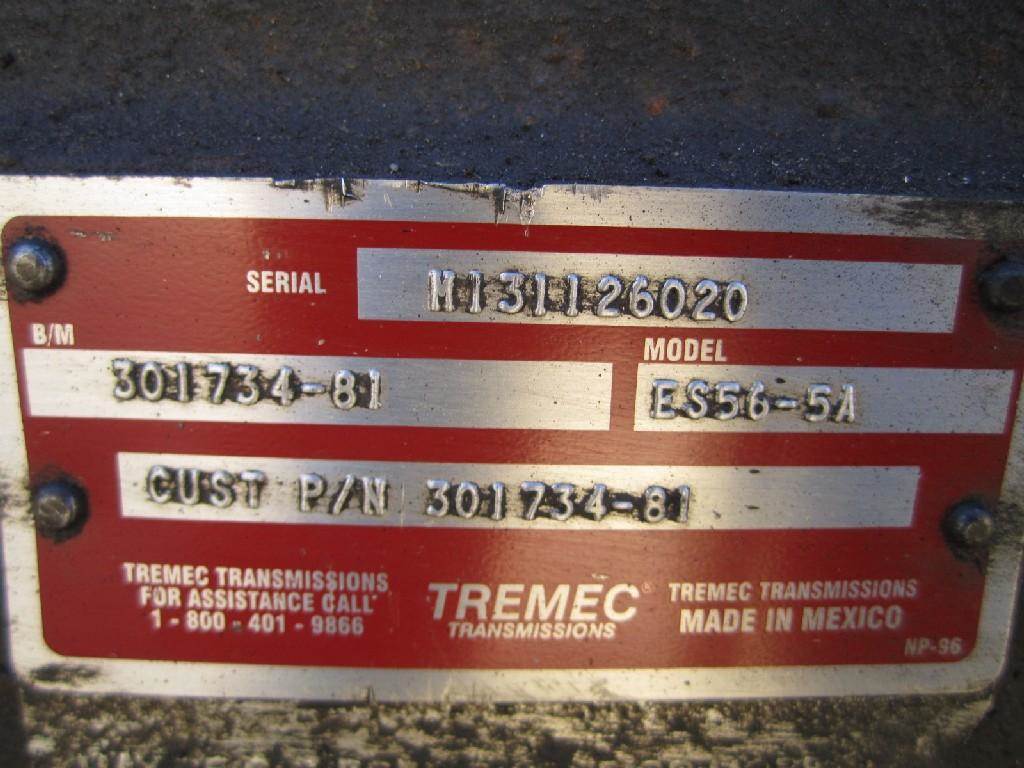 SERIAL M131126020
B/M MODEL
301734-81 ES56-5A
CUST P/N 301734-81
TREMEC TRANSMISSIONS
FOR ASSISTANCE CALL
1-800-401-9866
TREMEC®
TRANSMISSIONS
TREMEC TRANSMISSIONS
MADE IN MEXICO
NP-96